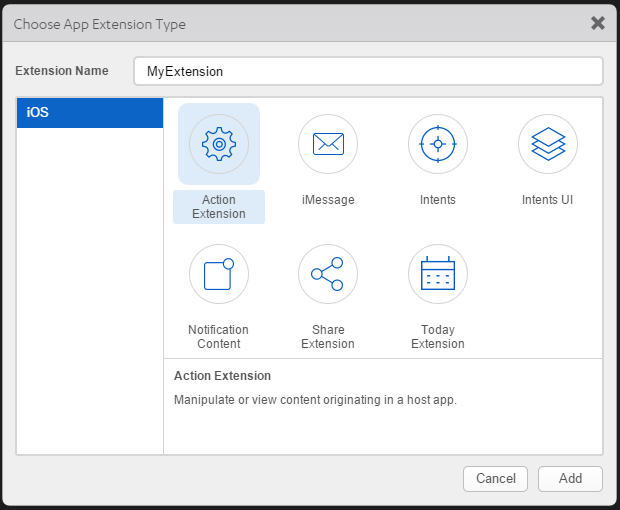 Choose App Extension Type
Extension Name
MyExtension
iOS
Action
Extension
iMessage
Intents
Intents UI
Notification
Content
Share
Extension
Today
Extension
Action Extension
Manipulate or view content originating in a host app.
Cancel
Add